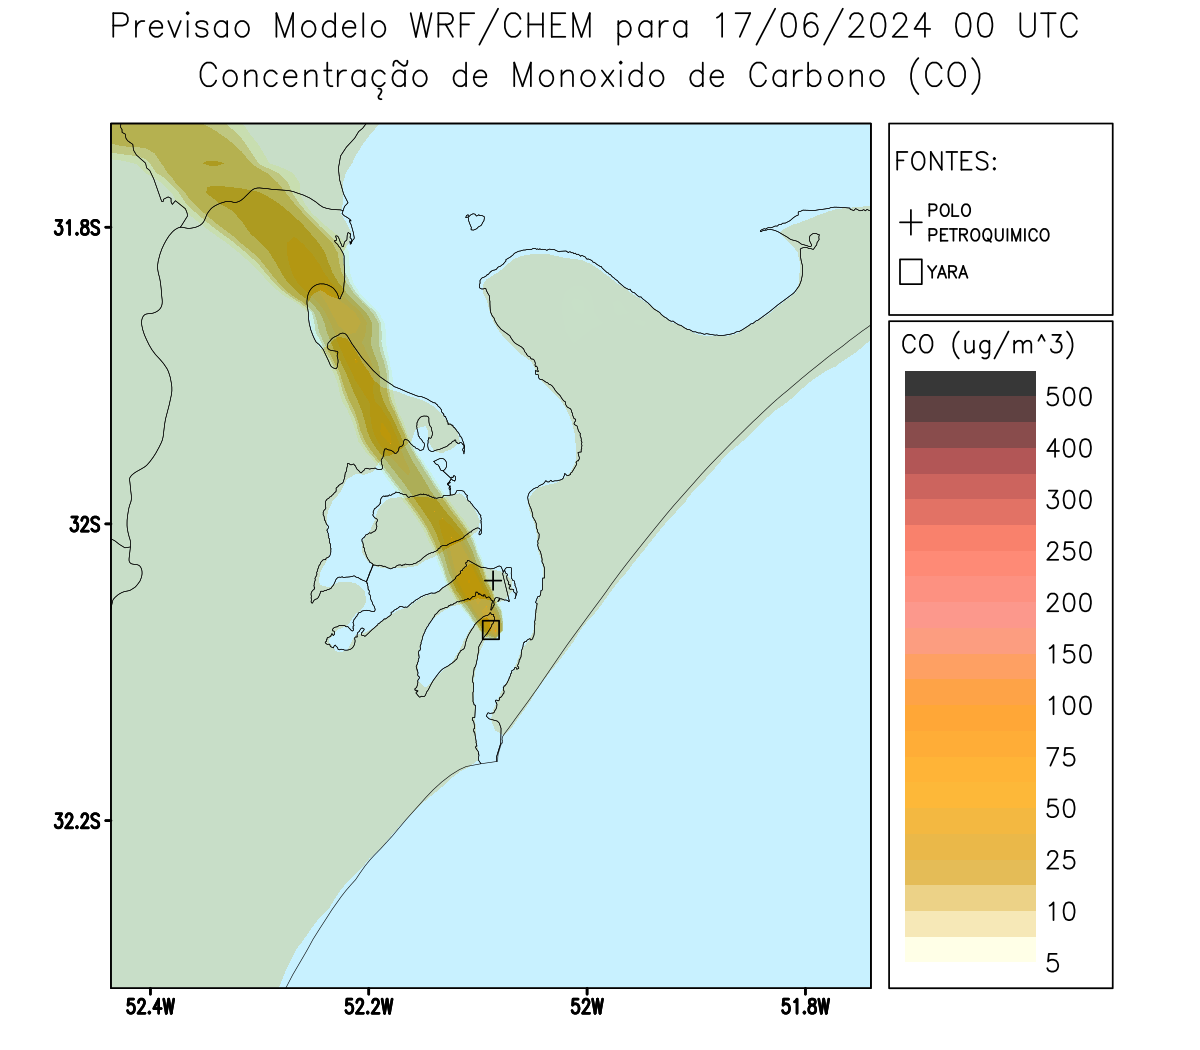 Previsao Modelo WRF/CHEM para 17/06/2024 00 UTC
Concentração de Monoxido de Carbono (CO)
FONTES:
POLO
PETROQUIMICO
YARA
CO (ug/m^3)
500
400
300
250
200
150
100
75
50
25
10
5
31.8S
32S
32.2S
52.4W
52.2W
52W
51.8W